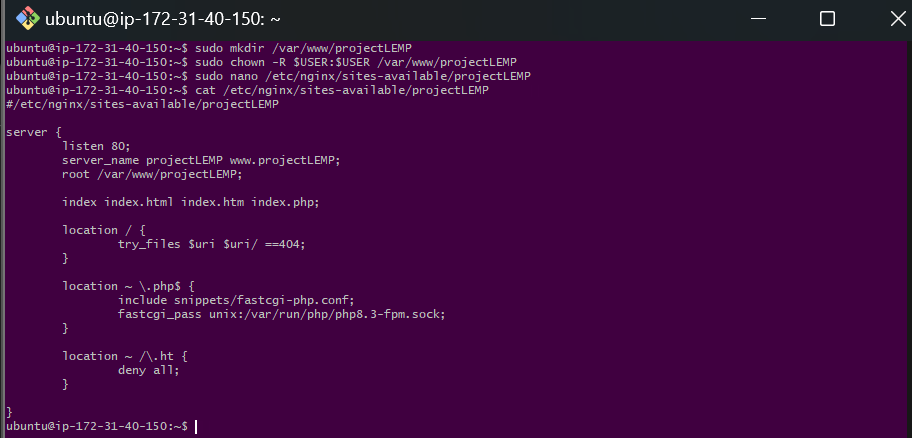 ubuntu@ip-172-31-40-150: ~
ubuntu@ip-172-31-40-150:~$ sudo mkdir /var/www/projectLEMP
ubuntu@ip-172-31-40-150:~$ sudo chown -R $USER:$USER /var/www/projectLEMP
ubuntu@ip-172-31-40-150:~$ sudo nano /etc/nginx/sites-available/projectLEMP
ubuntu@ip-172-31-40-150:~$ cat /etc/nginx/sites-available/projectLEMP
#/etc/nginx/sites-available/projectLEMP
server {
listen 80;
server_name projectLEMP www.projectLEMP;
root /var/www/projectLEMP;
index index.html index.htm index.php;
location / {
try_files $uri $uri/ ==404;
}
location ~ \.php$ {
include snippets/fastcgi-php.conf;
fastcgi_pass unix:/var/run/php/php8.3-fpm.sock;
}
location ~ /\.ht {
deny all;
}
}
ubuntu@ip-172-31-40-150:~$